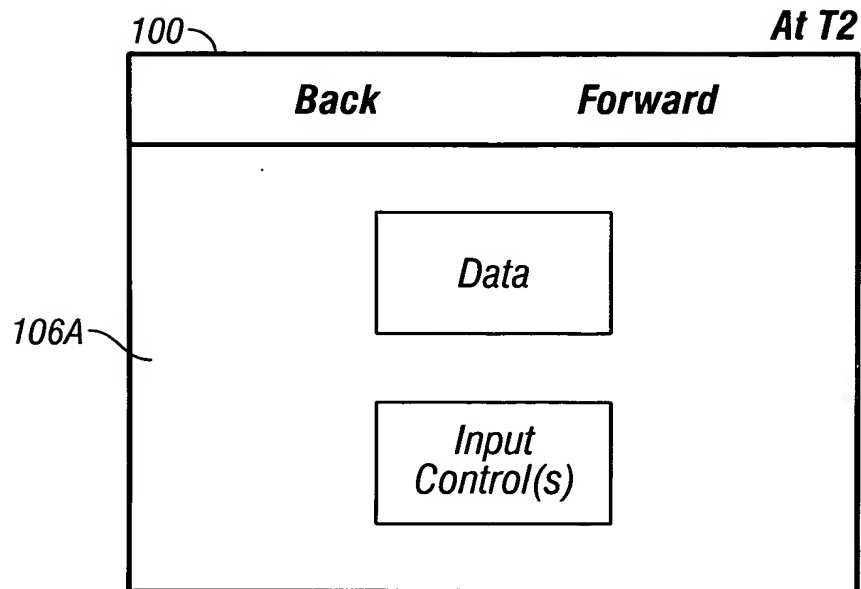 100
At T2
Back Forward
Data
106A
Input
Control(s)